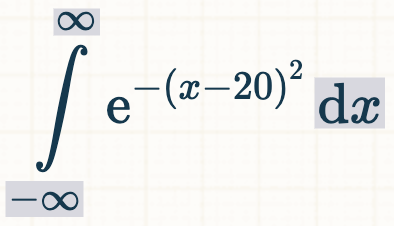 ∫_{-∞}^{∞} e^{-(x-20)^2} dx